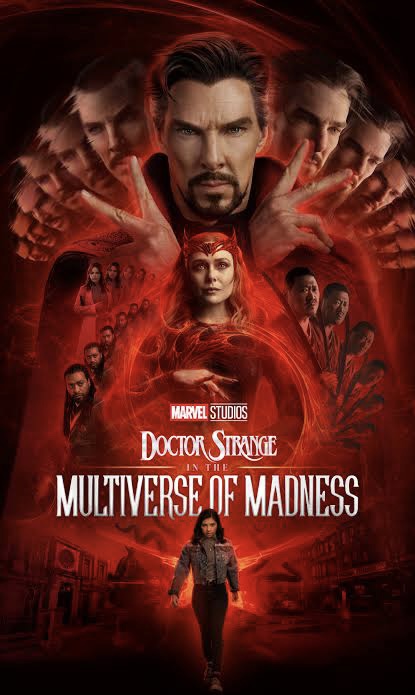 MARVEL STUDIOS
DOCTOR STRANGE
IN THE
MULTIVERSE OF MADNESS